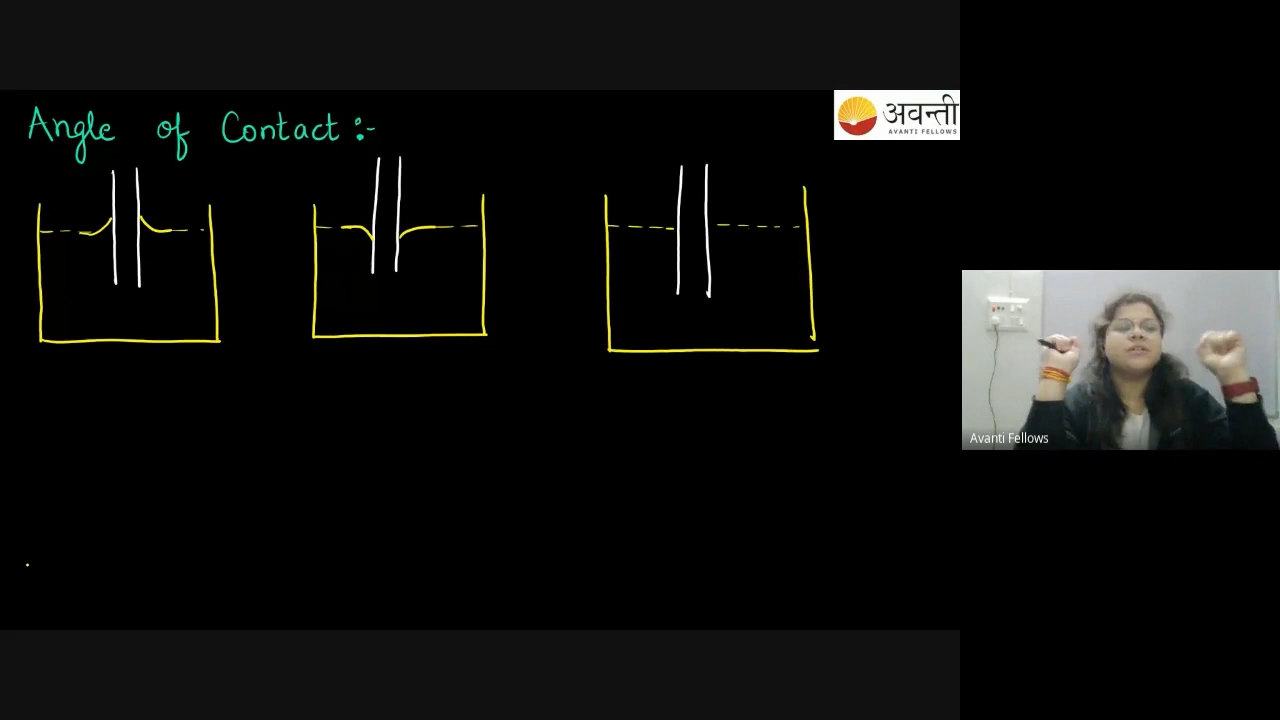 Angle of Contact :-
अवन्ती
AVANTI FELLOWS
Avanti Fellows